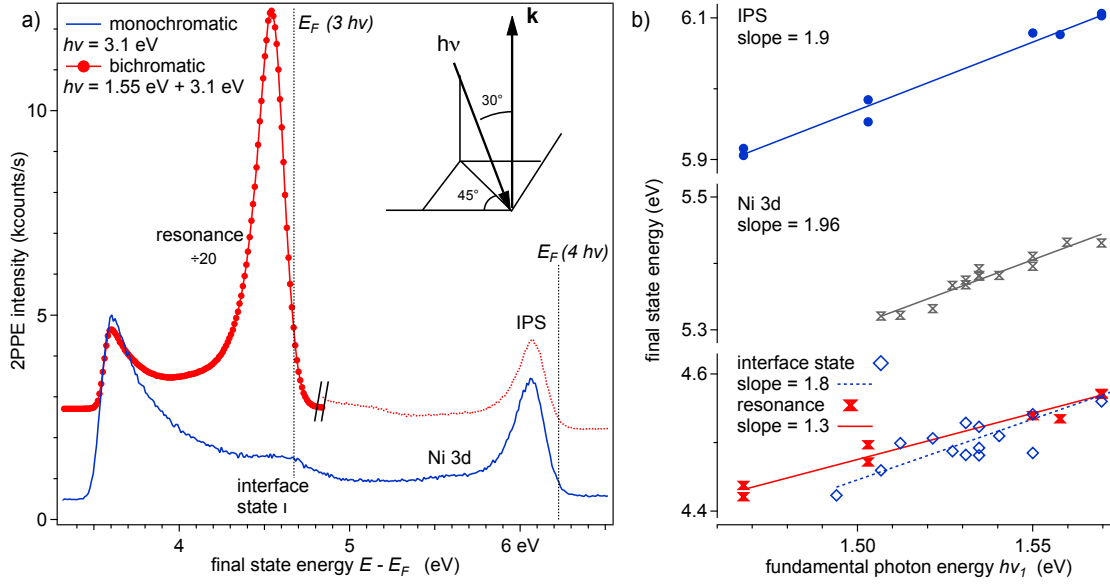 a)
monochromatic
hν = 3.1 eV
bichromatic
hν = 1.55 eV + 3.1 eV
E_F (3 hν)
k
hν
30°
45°
resonance
÷20
E_F (4 hν)
IPS
Ni 3d
interface
state ı
10
5
0
2PPE intensity (kcounts/s)
4
5
6 eV
final state energy E - E_F (eV)
b)
IPS
slope = 1.9
Ni 3d
slope = 1.96
interface state
slope = 1.8
resonance
slope = 1.3
6.1
5.9
5.5
5.3
4.6
4.4
final state energy (eV)
1.50
1.55
fundamental photon energy hν₁ (eV)